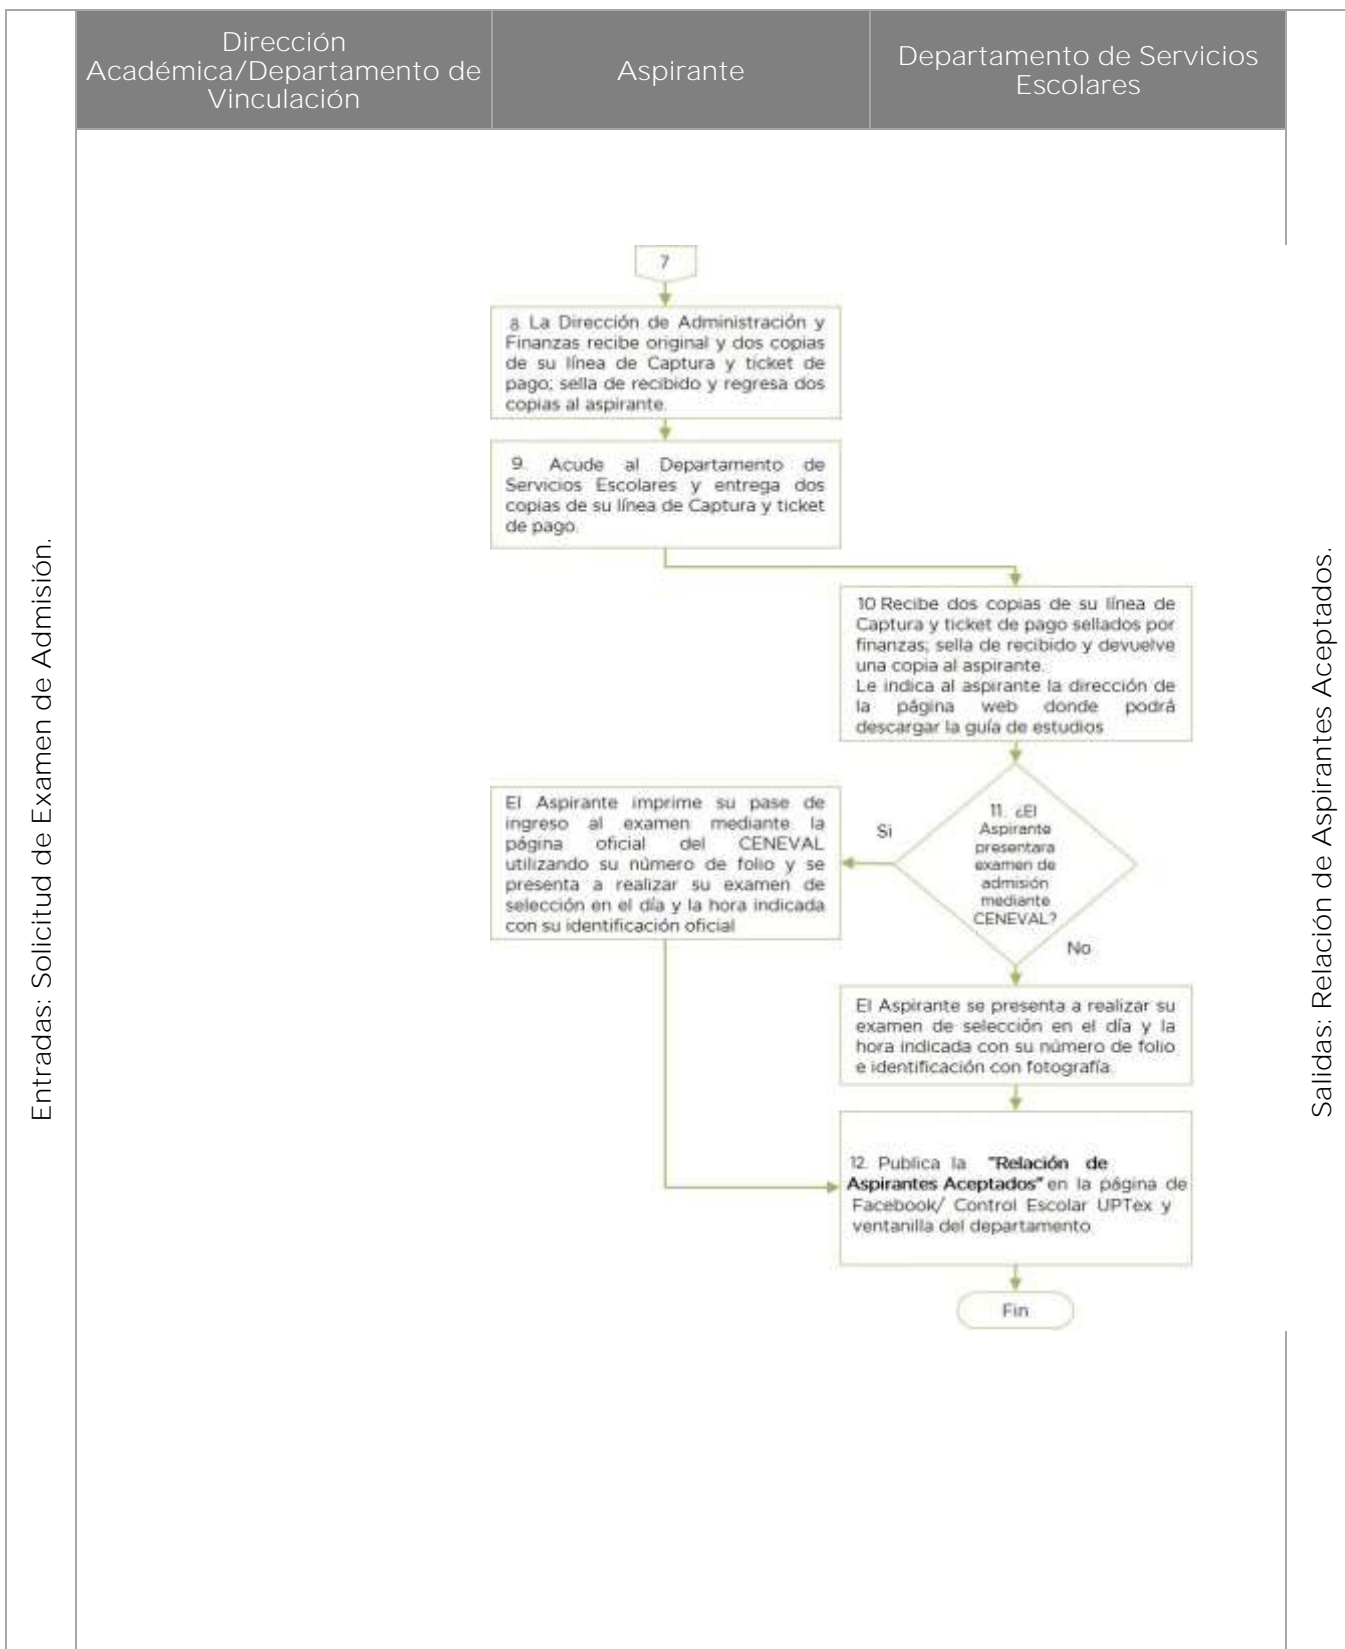 Dirección
Académica/Departamento de
Vinculación
Aspirante
Departamento de Servicios
Escolares
Entradas: Solicitud de Examen de Admisión.
7
8 La Dirección de Administración y
Finanzas recibe original y dos copias
de su línea de Captura y ticket de
pago; sella de recibido y regresa dos
copias al aspirante.
9. Acude al Departamento de
Servicios Escolares y entrega dos
copias de su línea de Captura y ticket
de pago.
10 Recibe dos copias de su línea de
Captura y ticket de pago sellados por
finanzas; sella de recibido y devuelve
una copia al aspirante.
Le indica al aspirante la dirección de
la página web donde podrá
descargar la guía de estudios
11. ¿El
Aspirante
presentara
examen de
admisión
mediante
CENEVAL?
Si
No
El Aspirante imprime su pase de
ingreso al examen mediante la
página oficial del CENEVAL
utilizando su número de folio y se
presenta a realizar su examen de
selección en el día y la hora indicada
con su identificación oficial
El Aspirante se presenta a realizar su
examen de selección en el día y la
hora indicada con su número de folio
e identificación con fotografía.
12. Publica la "Relación de
Aspirantes Aceptados" en la página de
Facebook/ Control Escolar UPTex y
ventanilla del departamento.
Fin
Salidas: Relación de Aspirantes Aceptados.